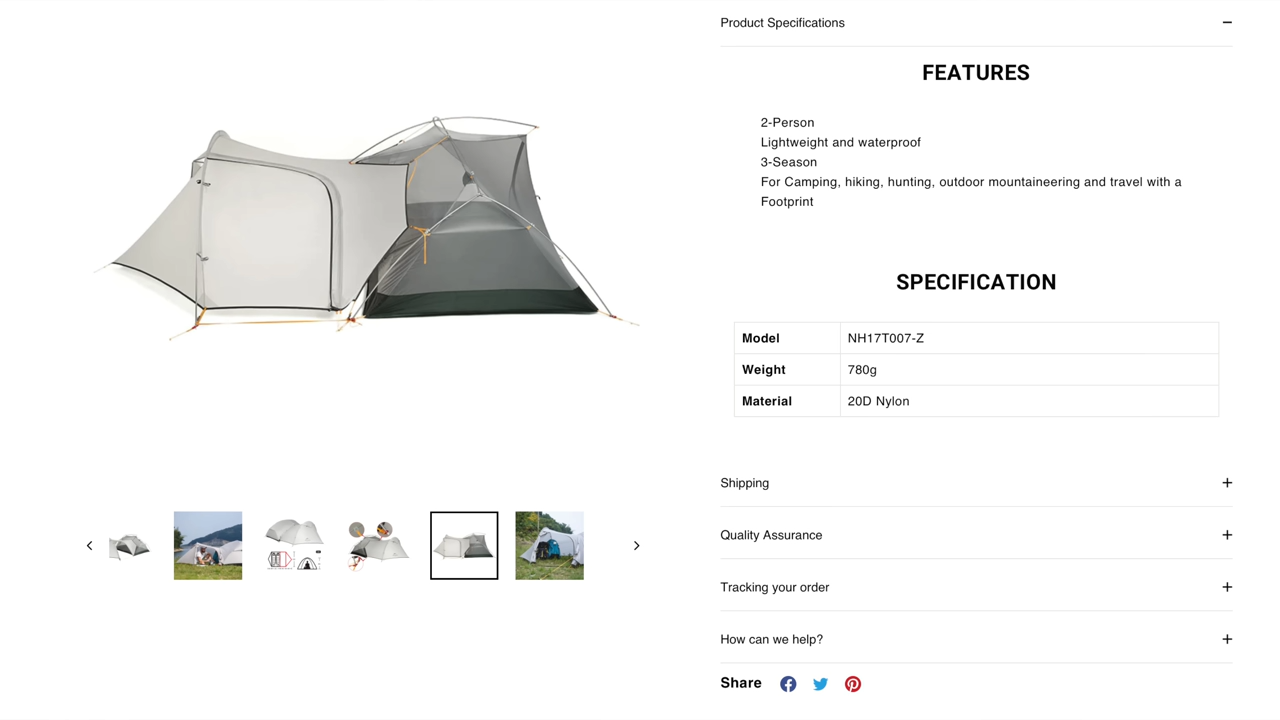 Product Specifications
FEATURES
2-Person
Lightweight and waterproof
3-Season
For Camping, hiking, hunting, outdoor mountaineering and travel with a
Footprint
SPECIFICATION
Model NH17T007-Z
Weight 780g
Material 20D Nylon
Shipping
Quality Assurance
Tracking your order
How can we help?
Share